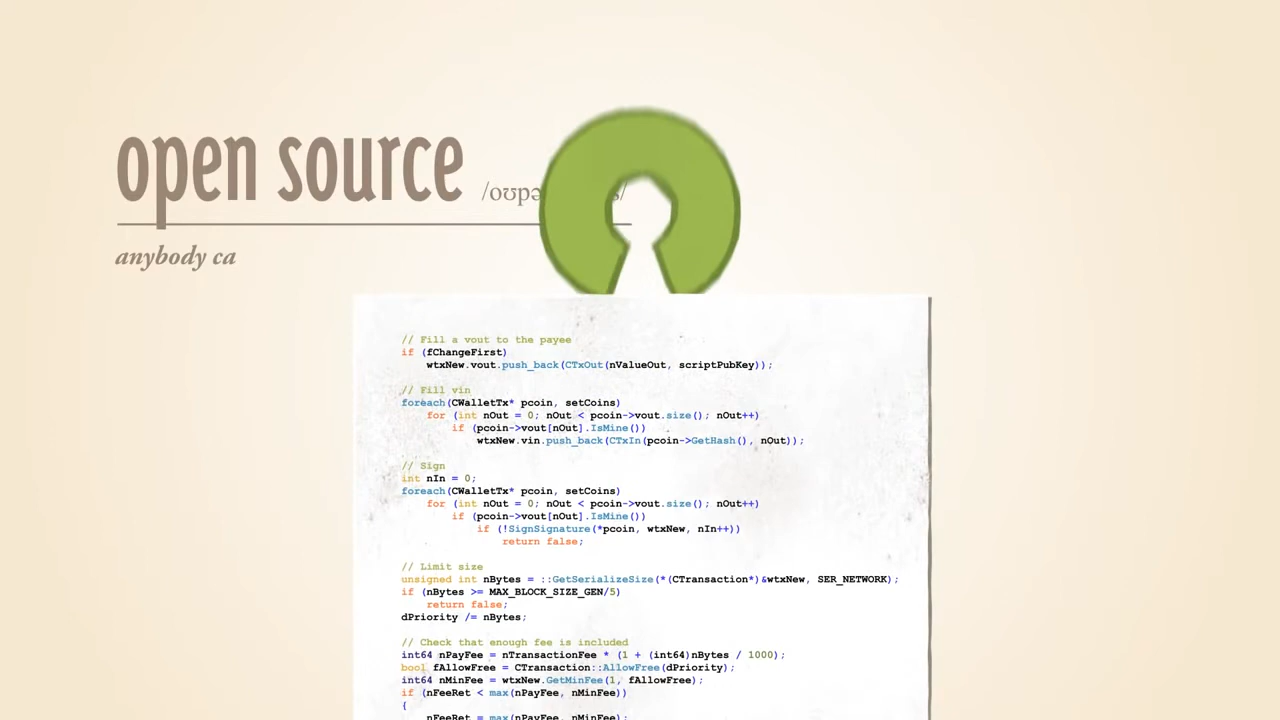 open source /oʊpə s/
anybody ca
// Fill a vout to the payee
if (fChangeFirst)
wtxNew.vout.push_back(CTxOut(nValueOut, scriptPubKey));
// Fill vin
foreach(CWalletTx* pcoin, setCoins)
for (int nOut = 0; nOut < pcoin->vout.size(); nOut++)
if (pcoin->vout[nOut].IsMine())
wtxNew.vin.push_back(CTxIn(pcoin->GetHash(), nOut));
// Sign
int nIn = 0;
foreach(CWalletTx* pcoin, setCoins)
for (int nOut = 0; nOut < pcoin->vout.size(); nOut++)
if (pcoin->vout[nOut].IsMine())
if (!SignSignature(*pcoin, wtxNew, nIn++))
return false;
// Limit size
unsigned int nBytes = ::GetSerializeSize(*(CTransaction*)&wtxNew, SER_NETWORK);
if (nBytes >= MAX_BLOCK_SIZE_GEN/5)
return false;
dPriority /= nBytes;
// Check that enough fee is included
int64 nPayFee = nTransactionFee * (1 + (int64)nBytes / 1000);
bool fAllowFree = CTransaction::AllowFree(dPriority);
int64 nMinFee = wtxNew.GetMinFee(1, fAllowFree);
if (nFeeRet < max(nPayFee, nMinFee))
{
nFeeRet = max(nPayFee, nMinFee);